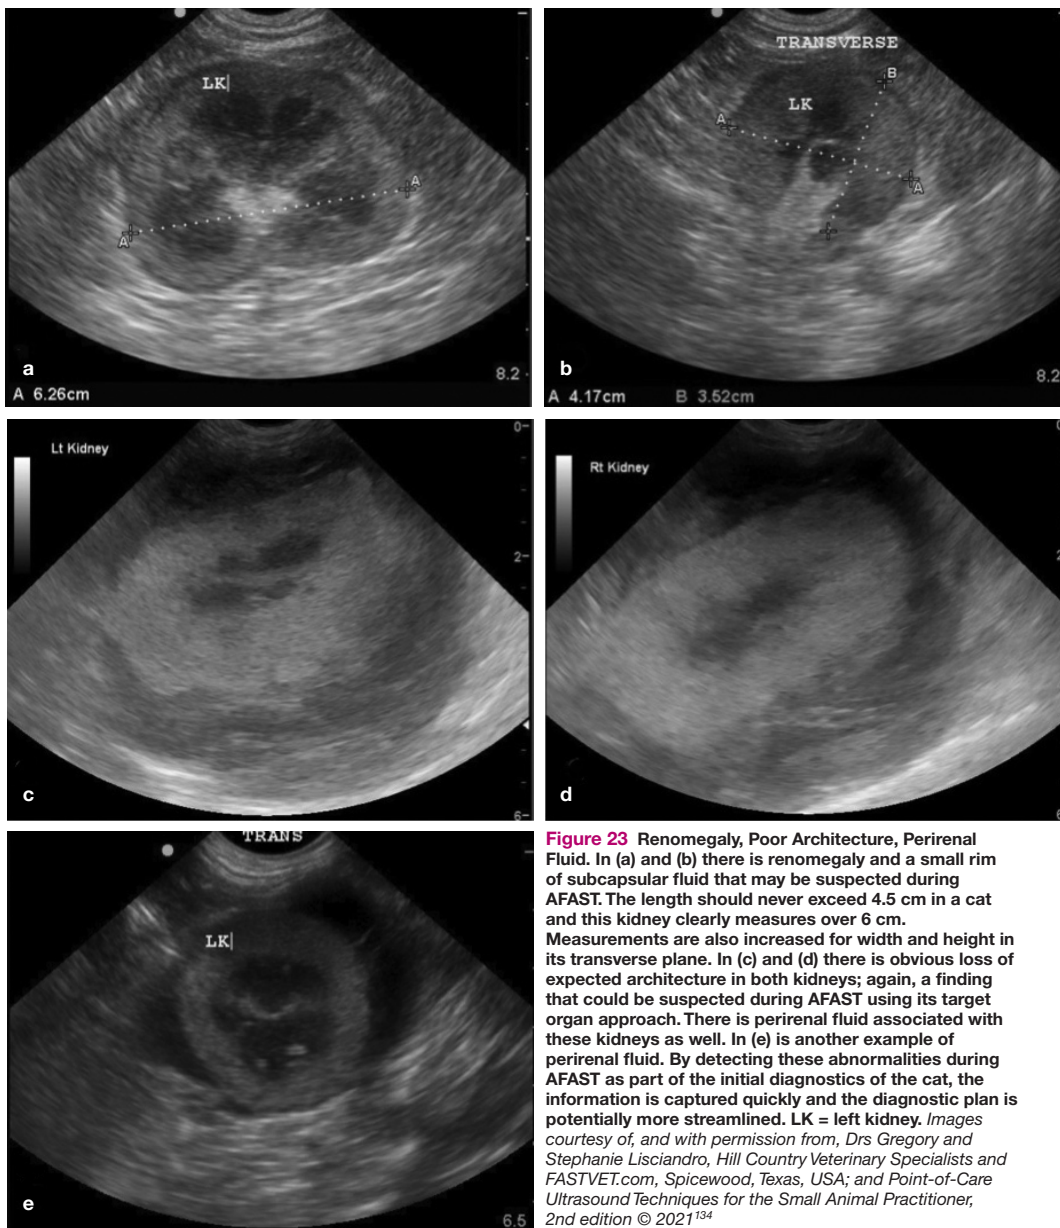 LK
A
A
a
8.2
A 6.26cm
TRANSVERSE
B
LK
A
A
b
8.2
A 4.17cm B 3.52cm
Lt Kidney
0
2
6
c
Rt Kidney
d
TRANS
LK
e
6.5
Figure 23 Renomegaly, Poor Architecture, Perirenal
Fluid. In (a) and (b) there is renomegaly and a small rim
of subcapsular fluid that may be suspected during
AFAST. The length should never exceed 4.5 cm in a cat
and this kidney clearly measures over 6 cm.
Measurements are also increased for width and height in
its transverse plane. In (c) and (d) there is obvious loss of
expected architecture in both kidneys; again, a finding
that could be suspected during AFAST using its target
organ approach. There is perirenal fluid associated with
these kidneys as well. In (e) is another example of
perirenal fluid. By detecting these abnormalities during
AFAST as part of the initial diagnostics of the cat, the
information is captured quickly and the diagnostic plan is
potentially more streamlined. LK = left kidney. Images
courtesy of, and with permission from, Drs Gregory and
Stephanie Lisciandro, Hill Country Veterinary Specialists and
FASTVET.com, Spicewood, Texas, USA; and Point-of-Care
Ultrasound Techniques for the Small Animal Practitioner,
2nd edition © 2021¹³⁴